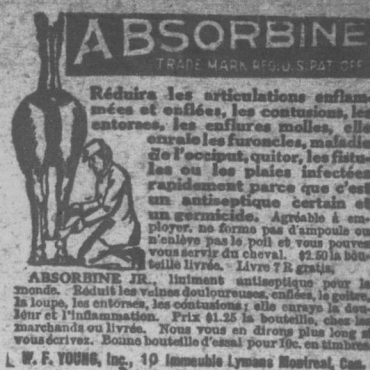 ABSORBINE
TRADE MARK REG. U.S. PAT. OFF.
Réduira les articulations enflam
mées et enflées, les contusions, les
entorses, les enflures molles, elle
enraie les furoncles, maladie
de l'occiput, quitor, les fistu
les ou les plaies infectées
rapidement parce que c'est
un antiseptique certain et
un germicide. Agréable à em-
ployer, ne forme pas d'ampoule ou
n'enlève pas le poil et vous pouvez
vous servir du cheval. $2.50 la bou-
teille livrée. Livre 7 R gratis,
ABSORBINE JR., liniment antiseptique pour le
monde. Réduit les veines douloureuses, enflées, le goitre,
la loupe, les entorses, les contusions; elle enraye la dou
leur et l'inflammation. Prix $1.25 la bouteille, chez les
marchands ou livrée. Nous vous en dirons plus long si
vous écrivez. Bonne bouteille d'essai pour 10c. en timbres
W. F. YOUNG, Inc., 10 Immeuble Lymans Montreal, Can.